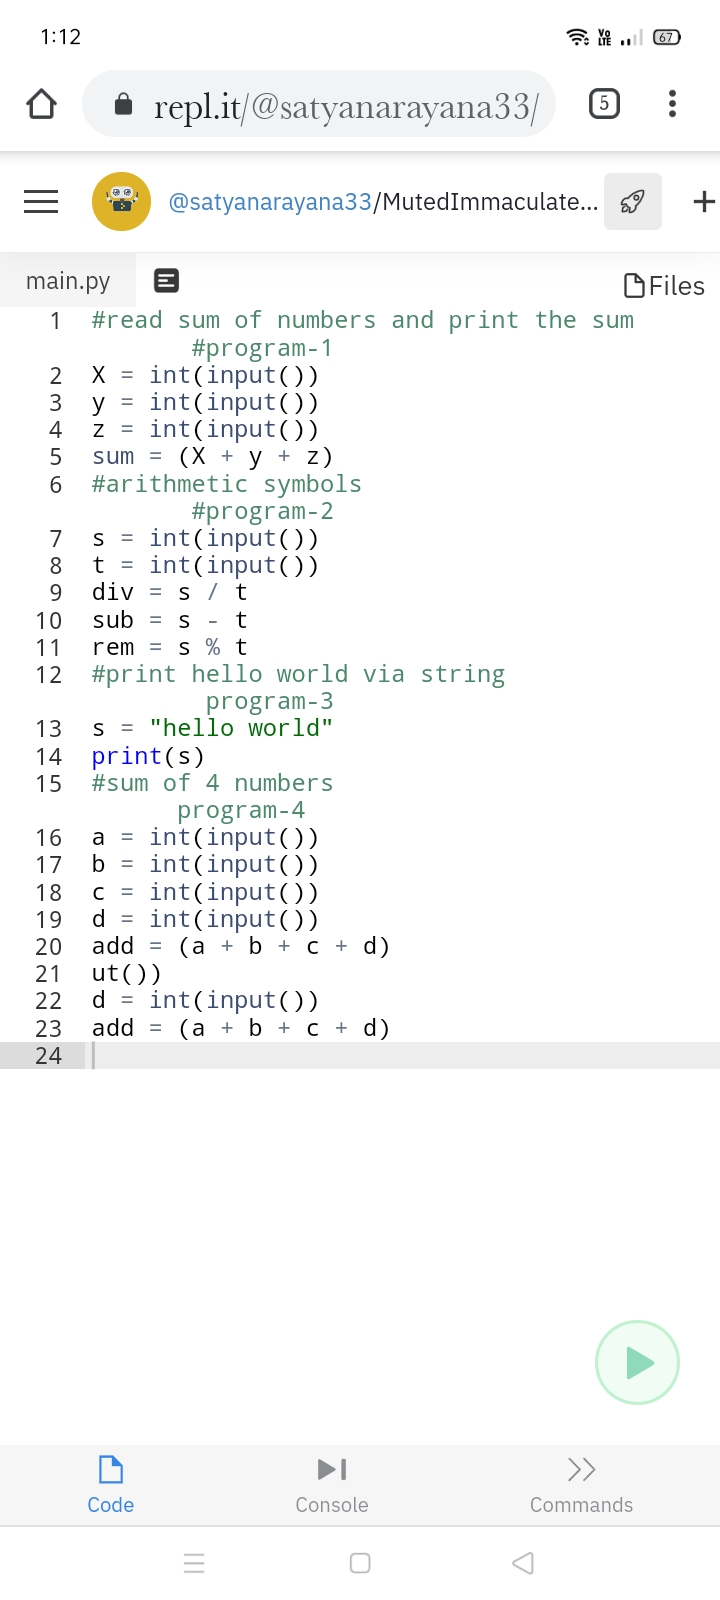 1:12
Vo LTE
67
repl.it/@satyanarayana33/
5
@satyanarayana33/MutedImmaculate...
+
main.py
Files
1 #read sum of numbers and print the sum
#program-1
2 X = int(input())
3 y = int(input())
4 z = int(input())
5 sum = (X + y + z)
6 #arithmetic symbols
#program-2
7 s = int(input())
8 t = int(input())
9 div = s / t
10 sub = s - t
11 rem = s % t
12 #print hello world via string
program-3
13 s = "hello world"
14 print(s)
15 #sum of 4 numbers
program-4
16 a = int(input())
17 b = int(input())
18 c = int(input())
19 d = int(input())
20 add = (a + b + c + d)
21 ut())
22 d = int(input())
23 add = (a + b + c + d)
24
Code
Console
Commands